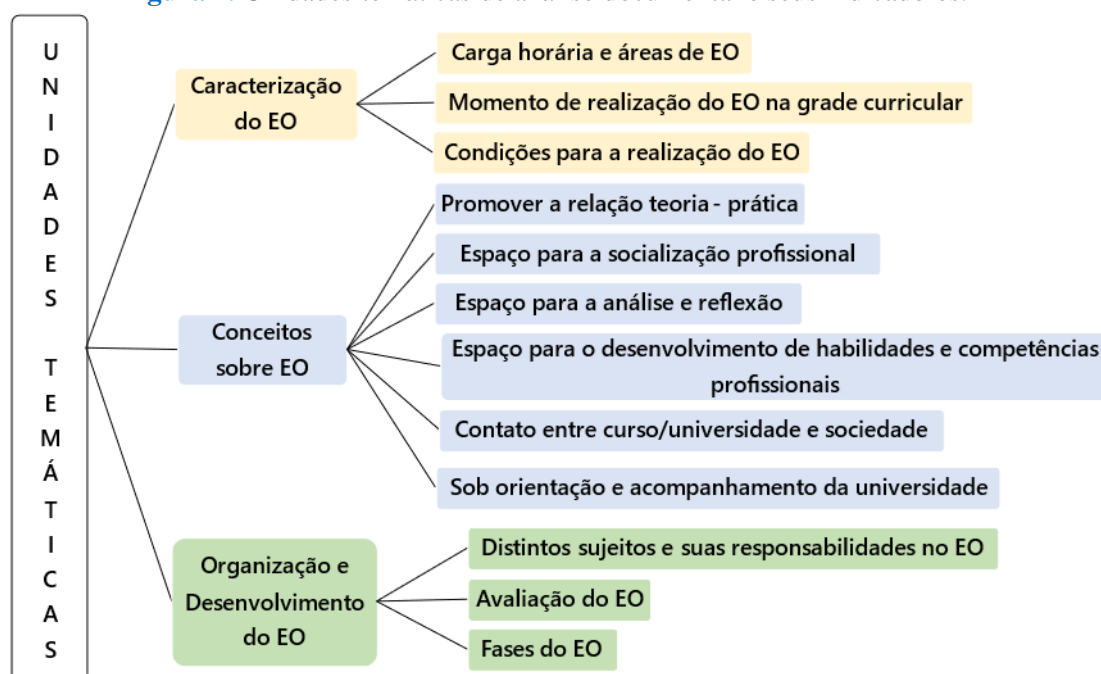 UNIDADES TEMÁTICAS
Caracterização
do EO
Carga horária e áreas de EO
Momento de realização do EO na grade curricular
Condições para a realização do EO
Conceitos
sobre EO
Promover a relação teoria - prática
Espaço para a socialização profissional
Espaço para a análise e reflexão
Espaço para o desenvolvimento de habilidades e competências
profissionais
Contato entre curso/universidade e sociedade
Sob orientação e acompanhamento da universidade
Organização e
Desenvolvimento
do EO
Distintos sujeitos e suas responsabilidades no EO
Avaliação do EO
Fases do EO